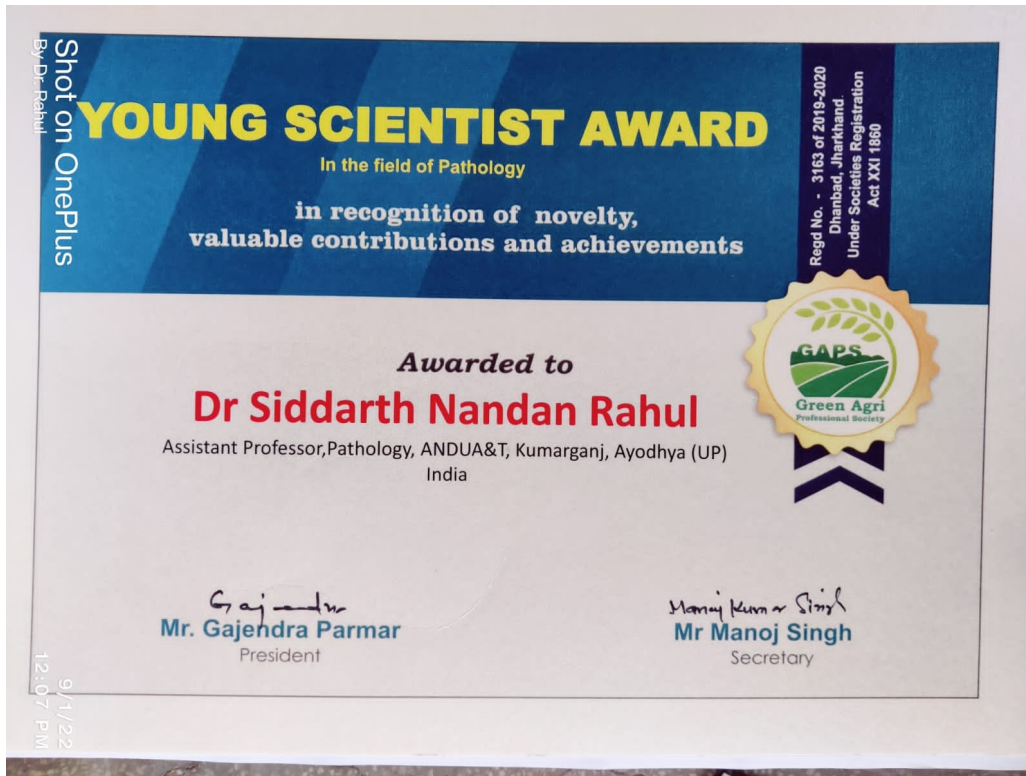 YOUNG SCIENTIST AWARD
In the field of Pathology
in recognition of novelty,
valuable contributions and achievements
Regd No. - 3163 of 2019-2020
Dhanbad, Jharkhand
Under Societies Registration
Act XXI 1860
GAPS
Green Agri
Professional Society
Awarded to
Dr Siddarth Nandan Rahul
Assistant Professor,Pathology, ANDUA&T, Kumarganj, Ayodhya (UP)
India
Mr. Gajendra Parmar
President
Manoj Kumar Singh
Mr Manoj Singh
Secretary
Shot on OnePlus
By Dr. Rahul
9/1/22
12:07 PM